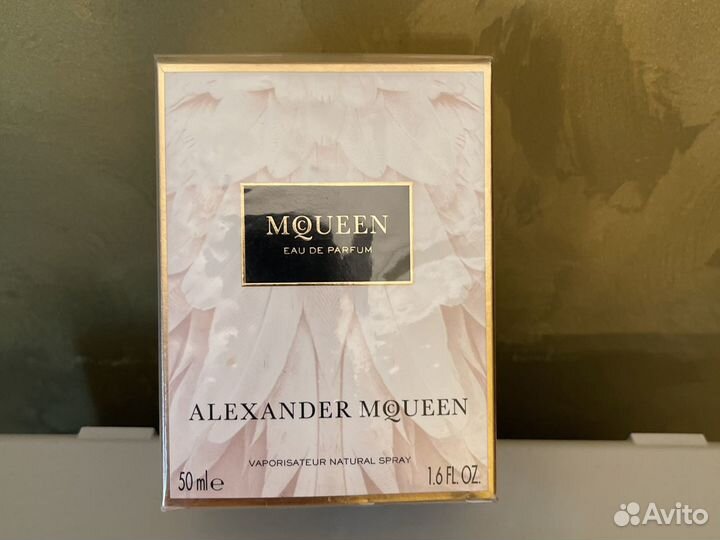 McQUEEN
EAU DE PARFUM
ALEXANDER McQUEEN
VAPORISATEUR NATURAL SPRAY
50 ml ℮
1.6 FL. OZ.
Avito